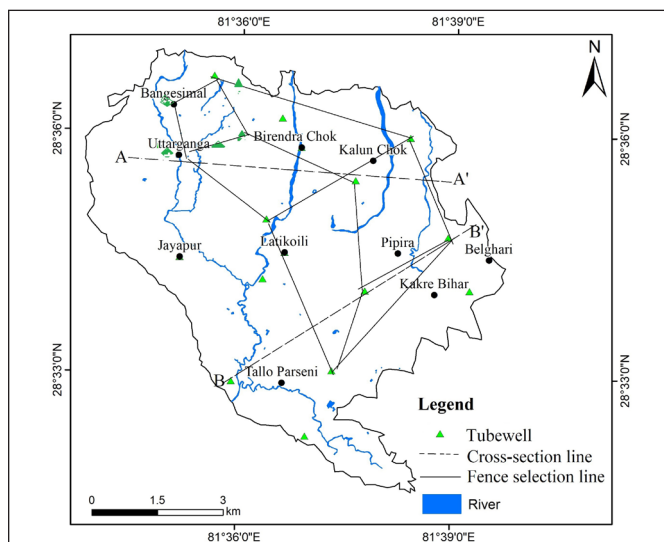 81°36'0"E 81°39'0"E
N
Bangesimal
28°36'0"N
28°36'0"N
Uttarganga
Birendra Chok
Kalun Chok
A
A'
B'
Jayapur
Latikoili
Pipira
Belghari
Kakre Bihar
28°33'0"N
28°33'0"N
B
Tallo Parseni
Legend
Tubewell
Cross-section line
Fence selection line
River
0 1.5 3
km
81°36'0"E 81°39'0"E